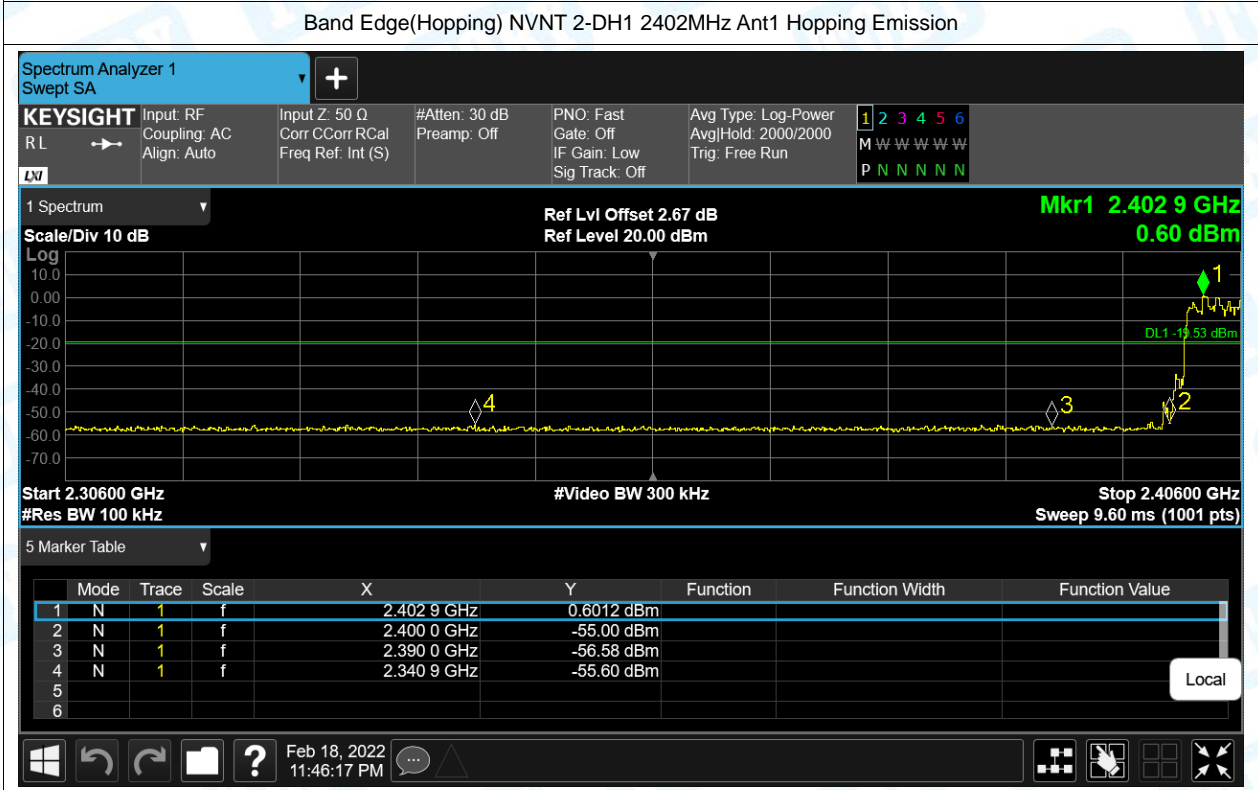 Band Edge(Hopping) NVNT 2-DH1 2402MHz Ant1 Hopping Emission
Spectrum Analyzer 1
Swept SA
+
KEYSIGHT
R L
LXI
Input: RF
Coupling: AC
Align: Auto
Input Z: 50 Ω
Corr CCorr RCal
Freq Ref: Int (S)
#Atten: 30 dB
Preamp: Off
PNO: Fast
Gate: Off
IF Gain: Low
Sig Track: Off
Avg Type: Log-Power
Avg|Hold: 2000/2000
Trig: Free Run
1 2 3 4 5 6
M W W W W W
P N N N N N
1 Spectrum
Scale/Div 10 dB
Ref Lvl Offset 2.67 dB
Ref Level 20.00 dBm
Mkr1 2.402 9 GHz
0.60 dBm
Log
10.0
0.00
-10.0
-20.0
-30.0
-40.0
-50.0
-60.0
-70.0
1
DL1 -19.53 dBm
2
3
4
Start 2.30600 GHz
#Video BW 300 kHz
Stop 2.40600 GHz
#Res BW 100 kHz
Sweep 9.60 ms (1001 pts)
5 Marker Table
Mode Trace Scale X Y Function Function Width Function Value
1 N 1 f 2.402 9 GHz 0.6012 dBm
2 N 1 f 2.400 0 GHz -55.00 dBm
3 N 1 f 2.390 0 GHz -56.58 dBm
4 N 1 f 2.340 9 GHz -55.60 dBm
5
6
Local
?
Feb 18, 2022
11:46:17 PM